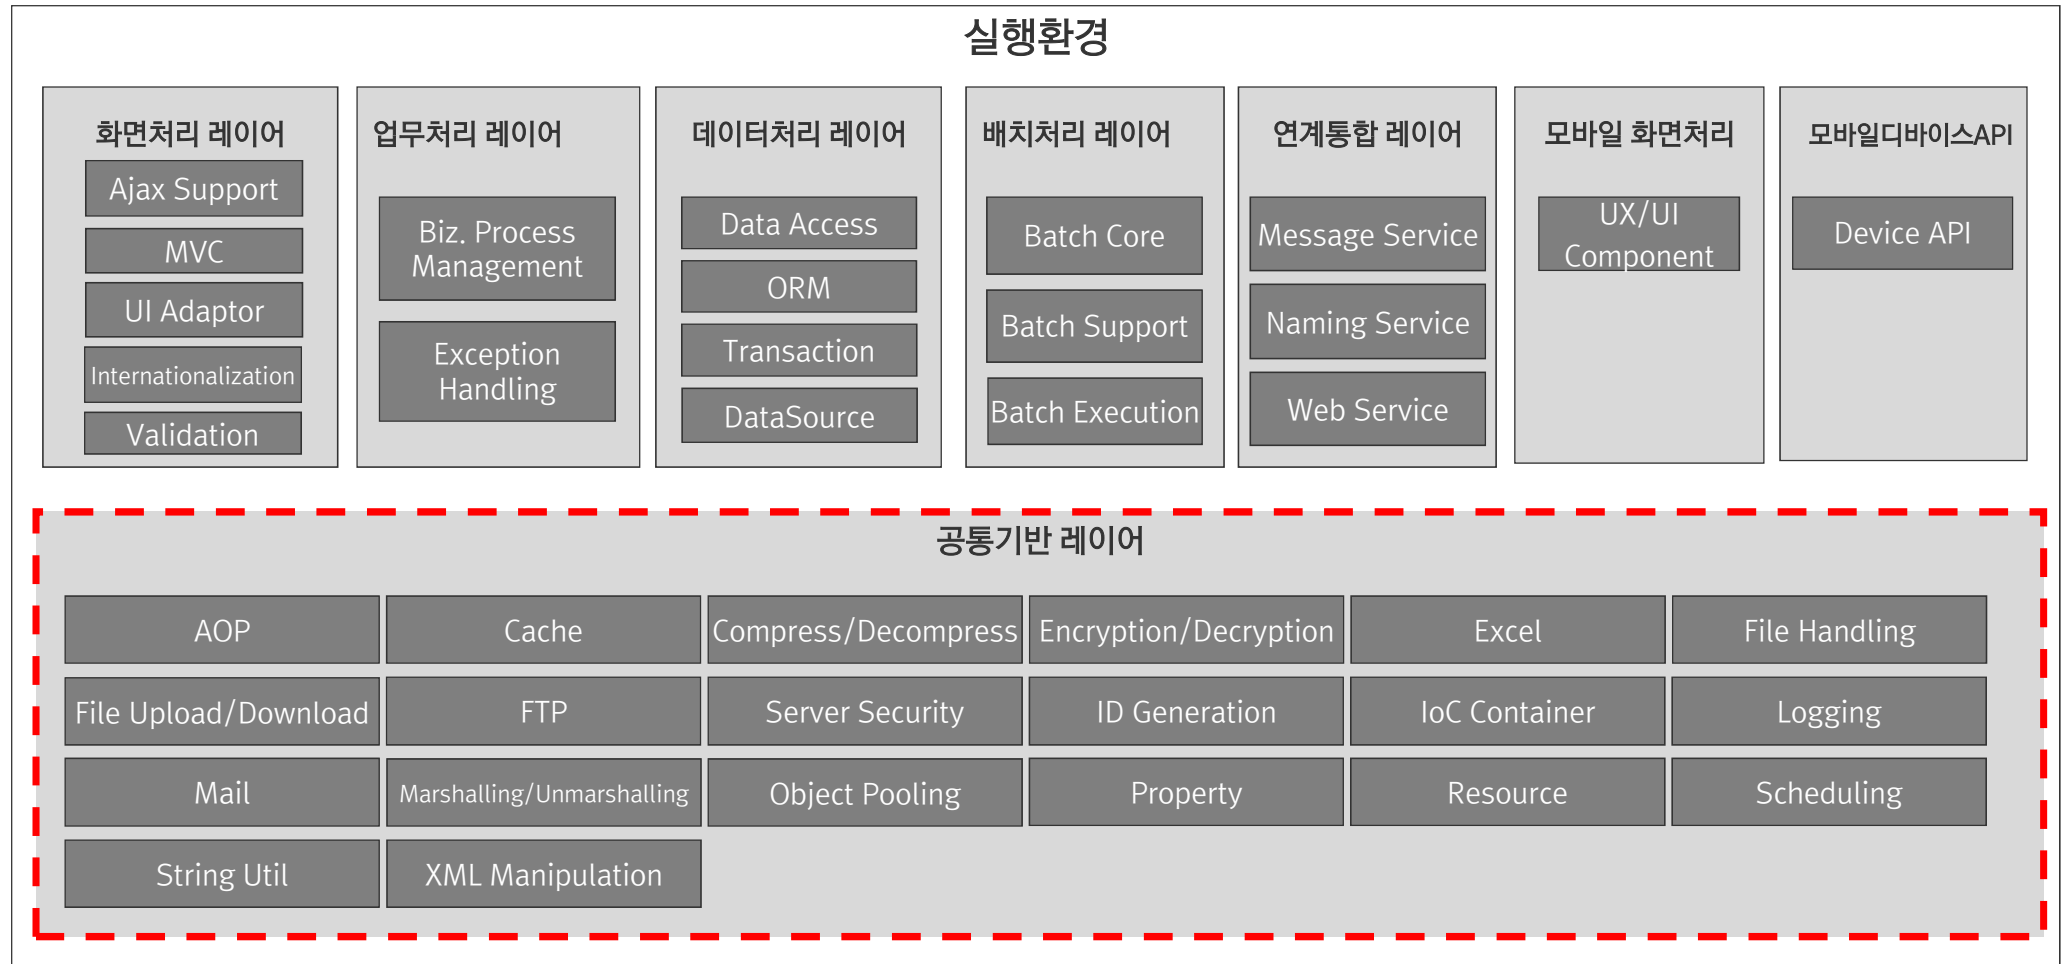 실행환경
화면처리 레이어
Ajax Support
MVC
UI Adaptor
Internationalization
Validation
업무처리 레이어
Biz. Process
Management
Exception
Handling
데이터처리 레이어
Data Access
ORM
Transaction
DataSource
배치처리 레이어
Batch Core
Batch Support
Batch Execution
연계통합 레이어
Message Service
Naming Service
Web Service
모바일 화면처리
UX/UI
Component
모바일디바이스API
Device API
공통기반 레이어
AOP
Cache
Compress/Decompress
Encryption/Decryption
Excel
File Handling
File Upload/Download
FTP
Server Security
ID Generation
IoC Container
Logging
Mail
Marshalling/Unmarshalling
Object Pooling
Property
Resource
Scheduling
String Util
XML Manipulation